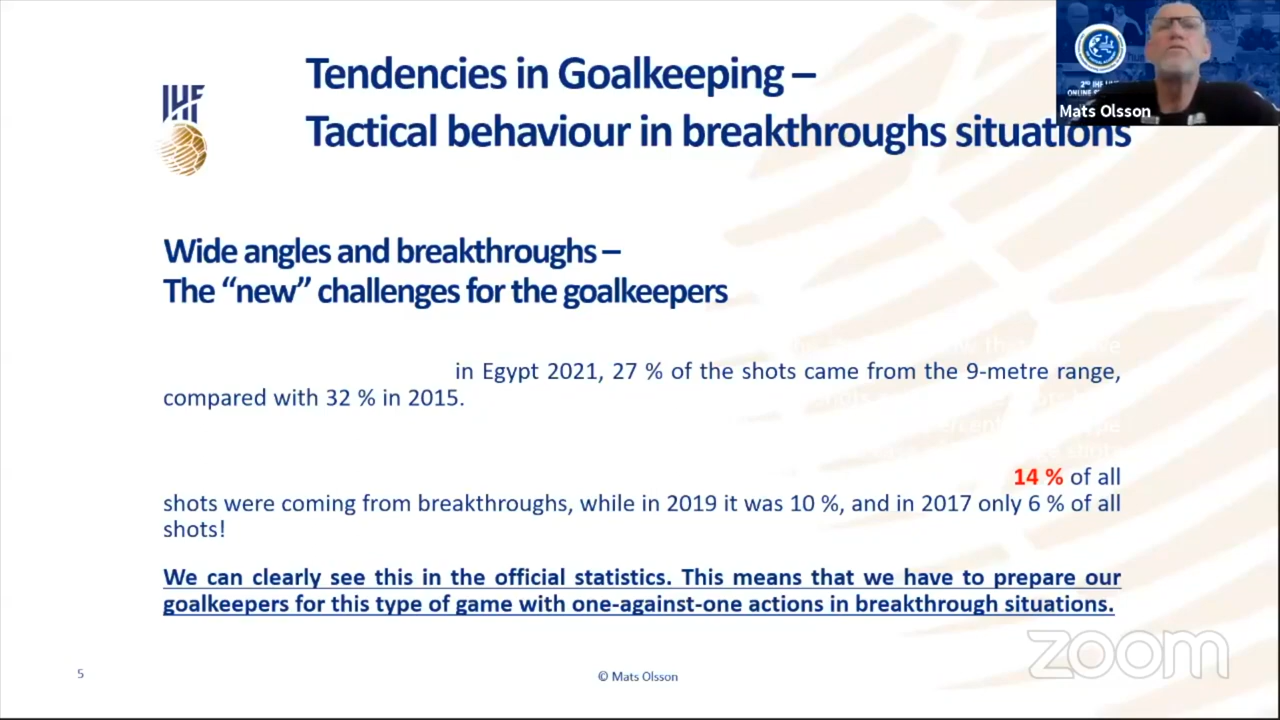 IHF
Tendencies in Goalkeeping –
Tactical behaviour in breakthroughs situations
2nd IHF
ONLINE
Mats Olsson
Wide angles and breakthroughs –
The “new” challenges for the goalkeepers
in Egypt 2021, 27 % of the shots came from the 9-metre range,
compared with 32 % in 2015.
14 % of all
shots were coming from breakthroughs, while in 2019 it was 10 %, and in 2017 only 6 % of all
shots!
We can clearly see this in the official statistics. This means that we have to prepare our
goalkeepers for this type of game with one-against-one actions in breakthrough situations.
zoom
5
© Mats Olsson